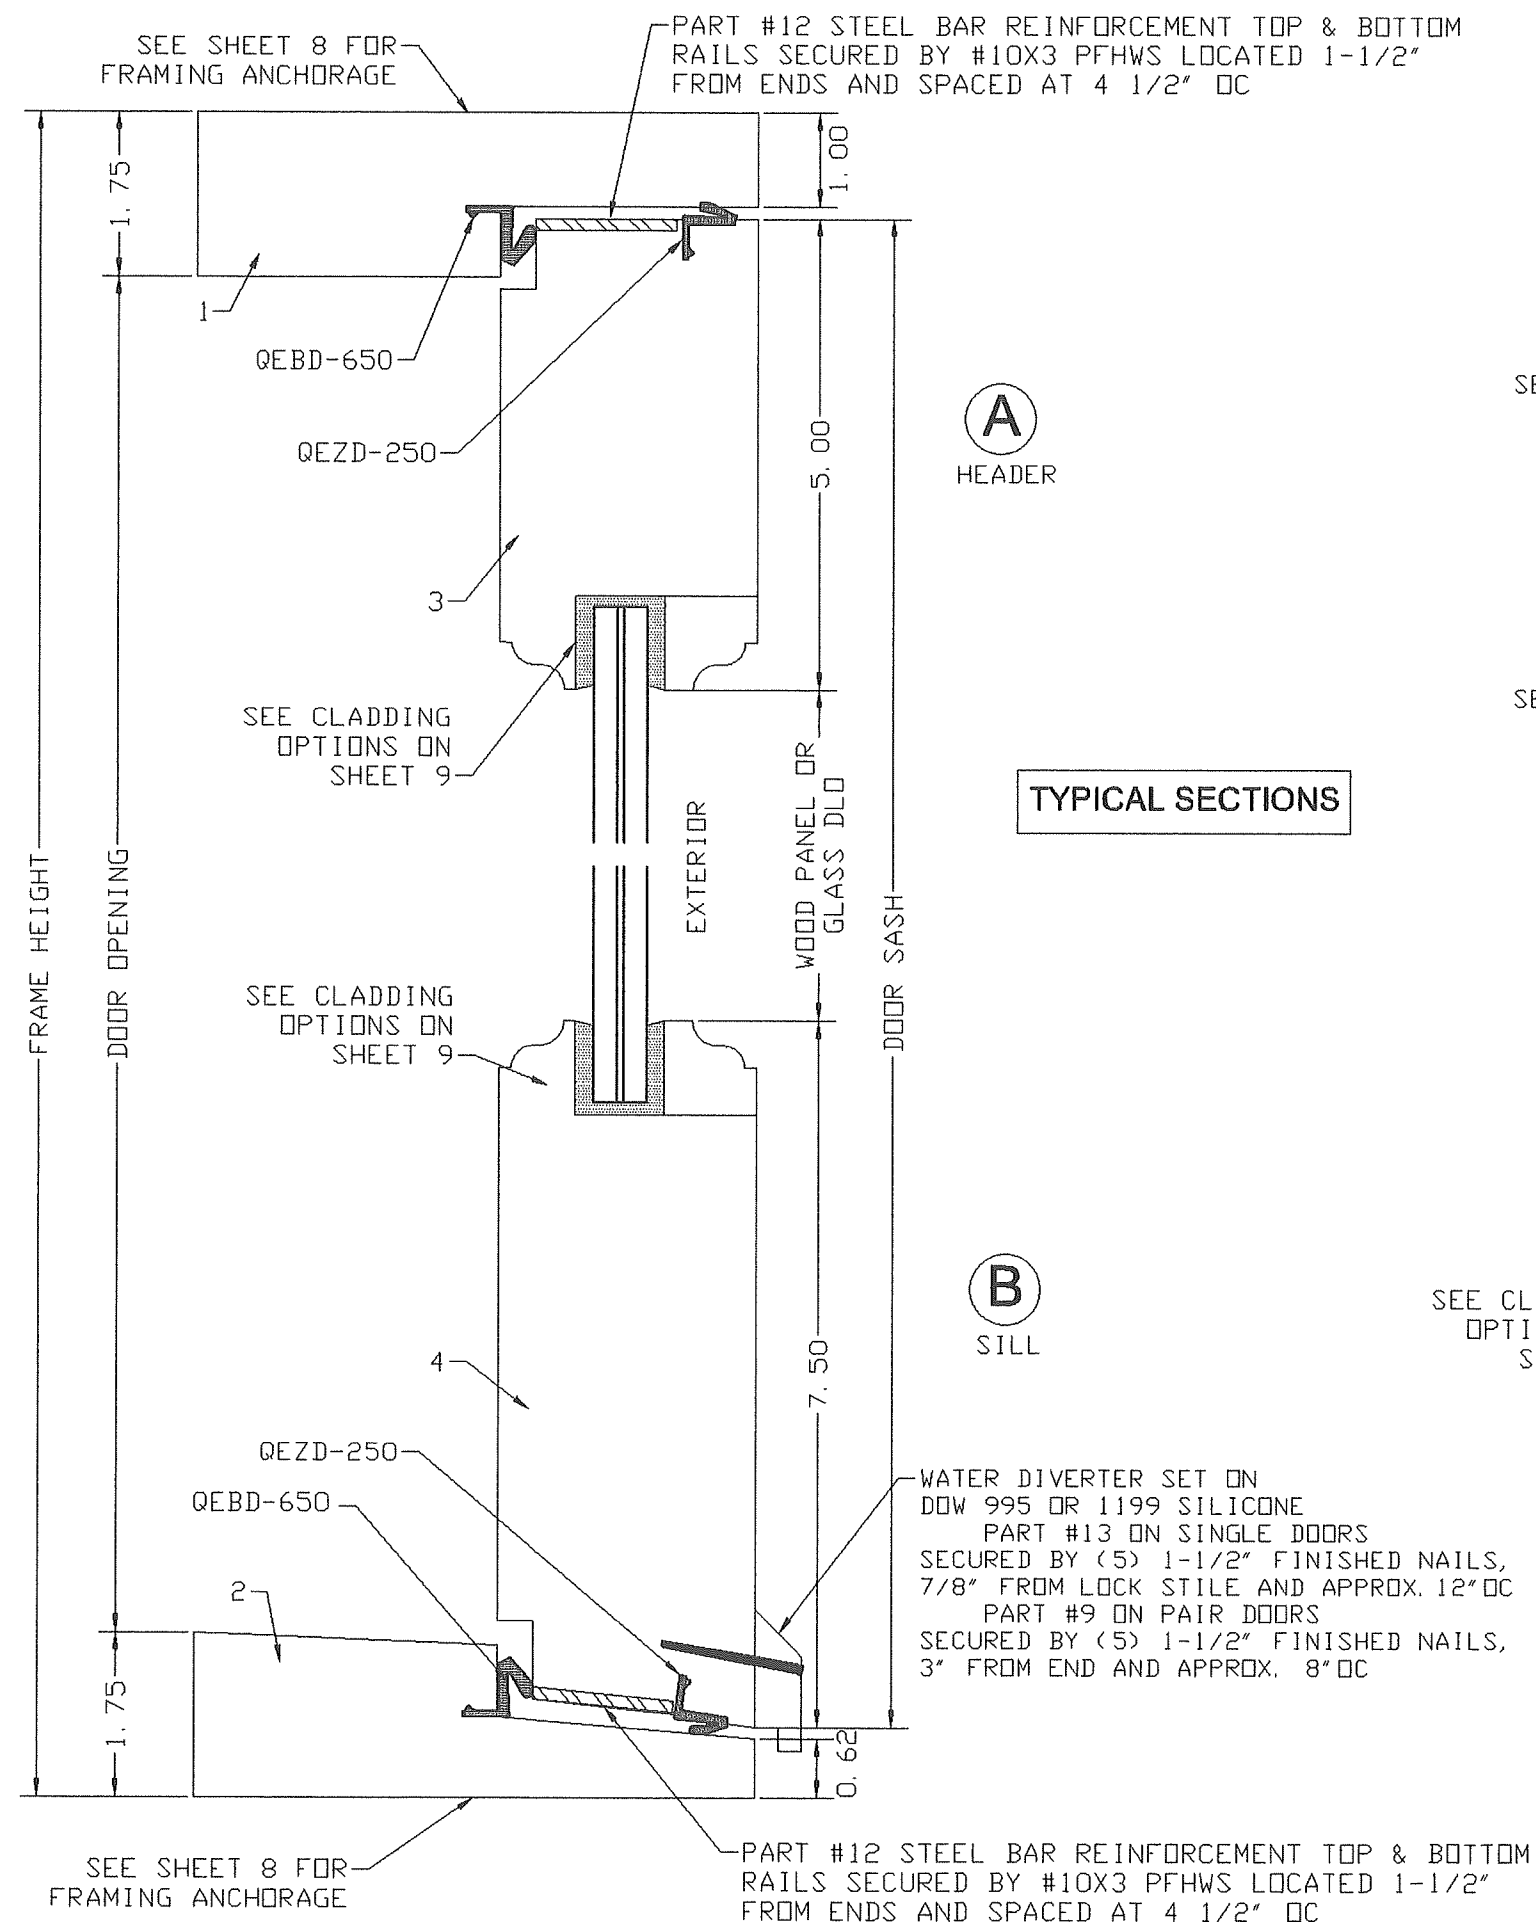 SEE SHEET 8 FOR
FRAMING ANCHORAGE
PART #12 STEEL BAR REINFORCEMENT TOP & BOTTOM
RAILS SECURED BY #10X3 PFHWS LOCATED 1-1/2"
FROM ENDS AND SPACED AT 4 1/2" OC
1.75
1.00
1
QEBD-650
QEZD-250
5.00
A
HEADER
SE
3
SEE CLADDING
OPTIONS ON
SHEET 9
SE
TYPICAL SECTIONS
FRAME HEIGHT
DOOR OPENING
EXTERIOR
WOOD PANEL OR
GLASS DLO
DOOR SASH
SEE CLADDING
OPTIONS ON
SHEET 9
B
SILL
SEE CL
OPTI
S
4
7.50
QEZD-250
QEBD-650
WATER DIVERTER SET ON
DOW 995 OR 1199 SILICONE
PART #13 ON SINGLE DOORS
SECURED BY (5) 1-1/2" FINISHED NAILS,
7/8" FROM LOCK STILE AND APPROX. 12" OC
PART #9 ON PAIR DOORS
SECURED BY (5) 1-1/2" FINISHED NAILS,
3" FROM END AND APPROX. 8" OC
2
1.75
0.62
SEE SHEET 8 FOR
FRAMING ANCHORAGE
PART #12 STEEL BAR REINFORCEMENT TOP & BOTTOM
RAILS SECURED BY #10X3 PFHWS LOCATED 1-1/2"
FROM ENDS AND SPACED AT 4 1/2" OC